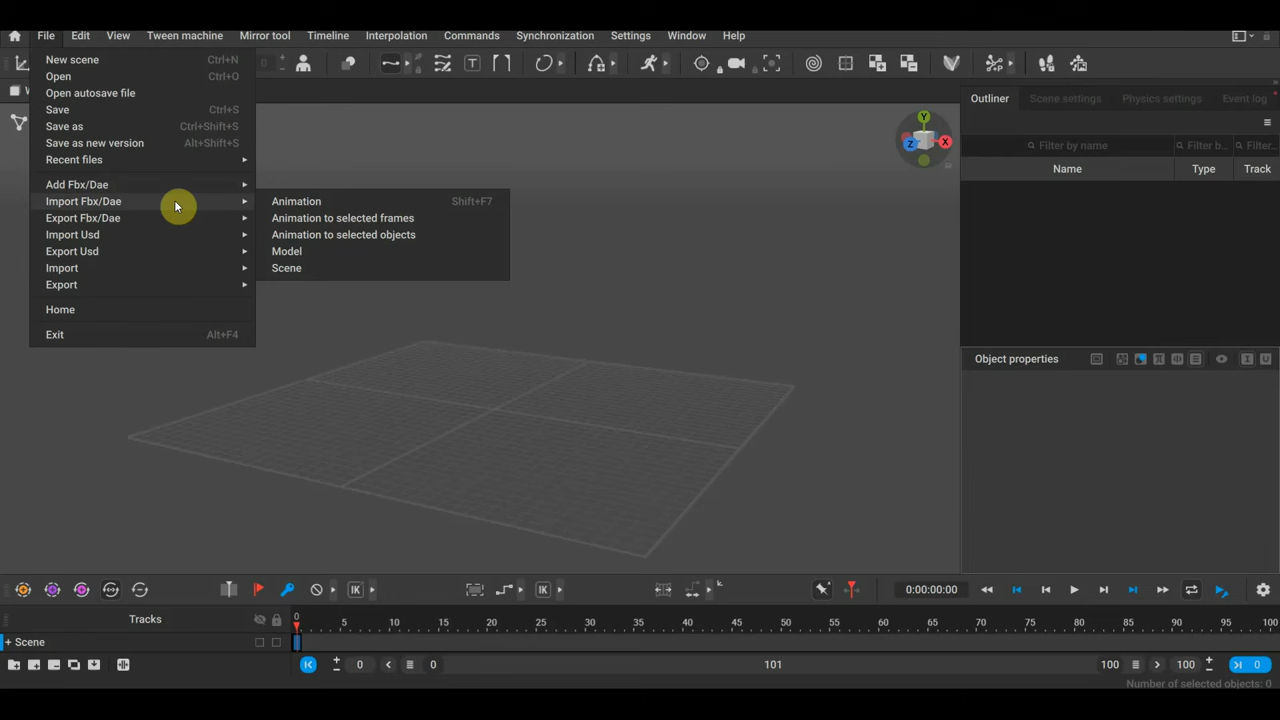 File Edit View Tween machine Mirror tool Timeline Interpolation Commands Synchronization Settings Window Help
New scene Ctrl+N
Open Ctrl+O
Open autosave file
Save Ctrl+S
Save as Ctrl+Shift+S
Save as new version Alt+Shift+S
Recent files
Add Fbx/Dae
Import Fbx/Dae
Export Fbx/Dae
Import Usd
Export Usd
Import
Export
Home
Exit Alt+F4
Animation Shift+F7
Animation to selected frames
Animation to selected objects
Model
Scene
Y
Z
X
Outliner Scene settings Physics settings Event log
Filter by name Filter b... Filter...
Name Type Track
Object properties
IK IK 0:00:00:00
Tracks 0 5 10 15 20 25 30 35 40 45 50 55 60 65 70 75 80 85 90 95 100
+ Scene
0 0 101 100 100 0
Number of selected objects: 0